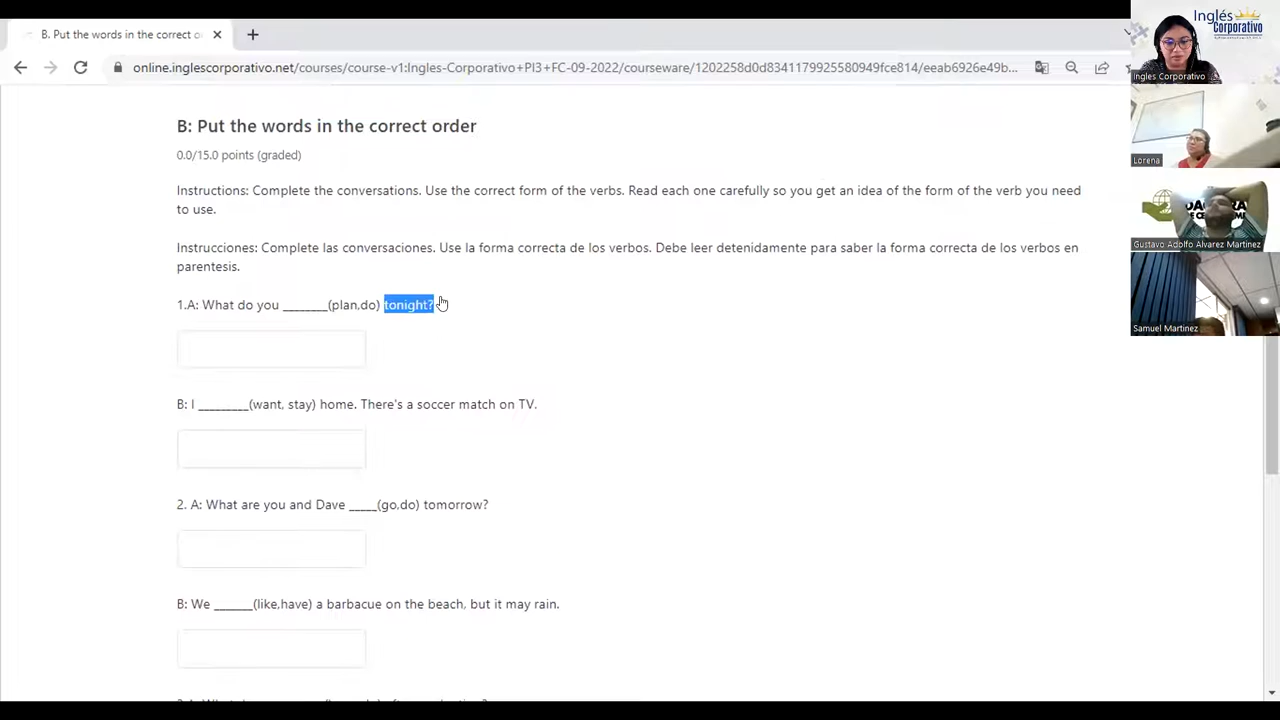 B. Put the words in the correct o
online.inglescorporativo.net/courses/course-v1:Ingles-Corporativo+PI3+FC-09-2022/courseware/1202258d0d8341179925580949fce814/eeab6926e49b...
B: Put the words in the correct order
0.0/15.0 points (graded)
Instructions: Complete the conversations. Use the correct form of the verbs. Read each one carefully so you get an idea of the form of the verb you need
to use.
Instrucciones: Complete las conversaciones. Use la forma correcta de los verbos. Debe leer detenidamente para saber la forma correcta de los verbos en
parentesis.
1.A: What do you ________(plan,do) tonight?
B: I _________(want, stay) home. There's a soccer match on TV.
2. A: What are you and Dave _____(go,do) tomorrow?
B: We _______(like,have) a barbacue on the beach, but it may rain.
Inglés
Corporativo
Ingles Corporativo
Lorena
Gustavo Adolfo Alvarez Martinez
Samuel Martinez